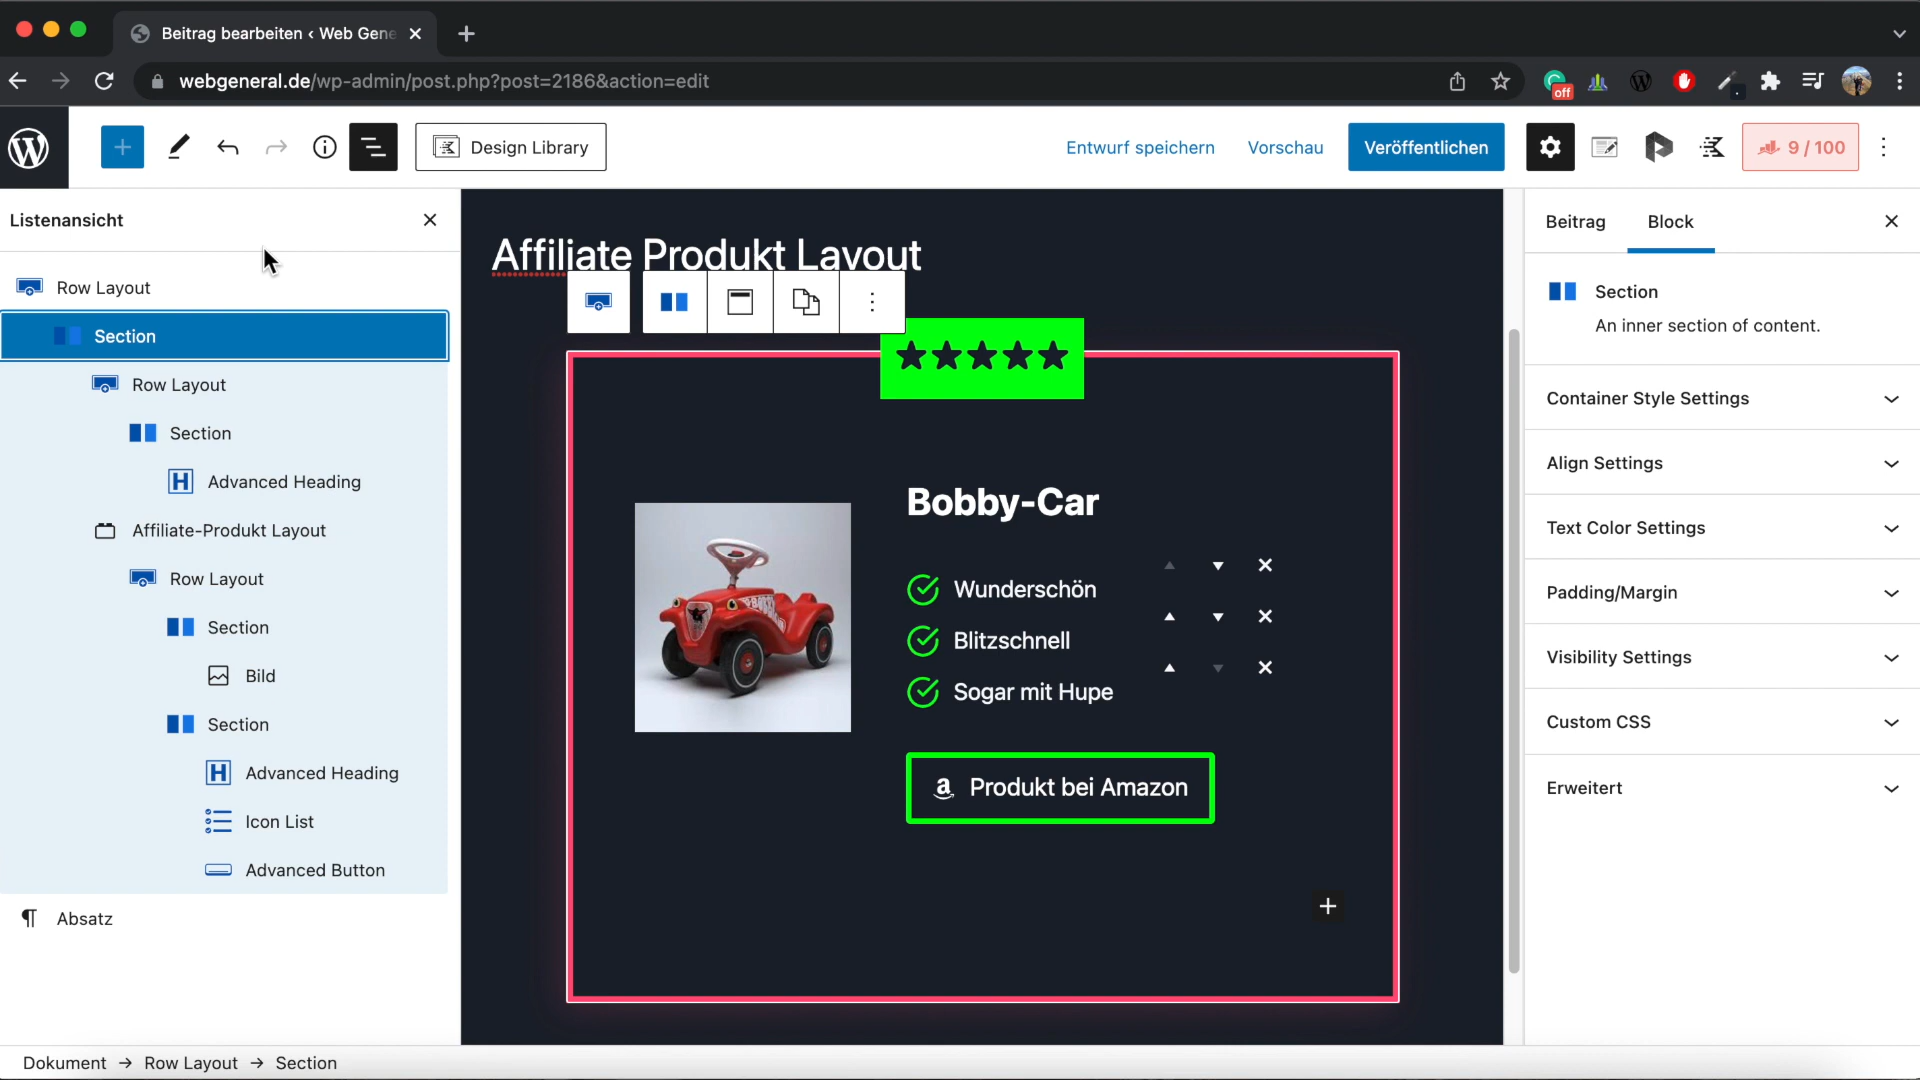 Beitrag bearbeiten ‹ Web Gene
webgeneral.de/wp-admin/post.php?post=2186&action=edit
off
Design Library
Entwurf speichern
Vorschau
Veröffentlichen
9 / 100
Listenansicht
Row Layout
Section
Row Layout
Section
Advanced Heading
Affiliate-Produkt Layout
Row Layout
Section
Bild
Section
Advanced Heading
Icon List
Advanced Button
Absatz
Affiliate Produkt Layout
Bobby-Car
Wunderschön
Blitzschnell
Sogar mit Hupe
Produkt bei Amazon
Beitrag
Block
Section
An inner section of content.
Container Style Settings
Align Settings
Text Color Settings
Padding/Margin
Visibility Settings
Custom CSS
Erweitert
Dokument → Row Layout → Section